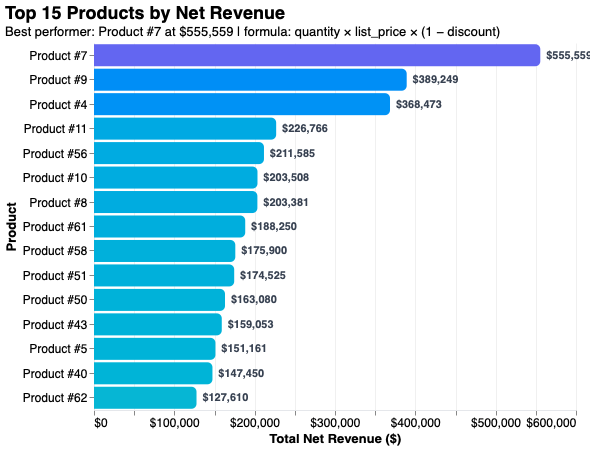 Top 15 Products by Net Revenue
Best performer: Product #7 at $555,559 | formula: quantity × list_price × (1 − discount)
Product #7 $555,559
Product #9 $389,249
Product #4 $368,473
Product #11 $226,766
Product #56 $211,585
Product #10 $203,508
Product #8 $203,381
Product #61 $188,250
Product #58 $175,900
Product #51 $174,525
Product #50 $163,080
Product #43 $159,053
Product #5 $151,161
Product #40 $147,450
Product #62 $127,610
Product
$0 $100,000 $200,000 $300,000 $400,000 $500,000 $600,000
Total Net Revenue ($)